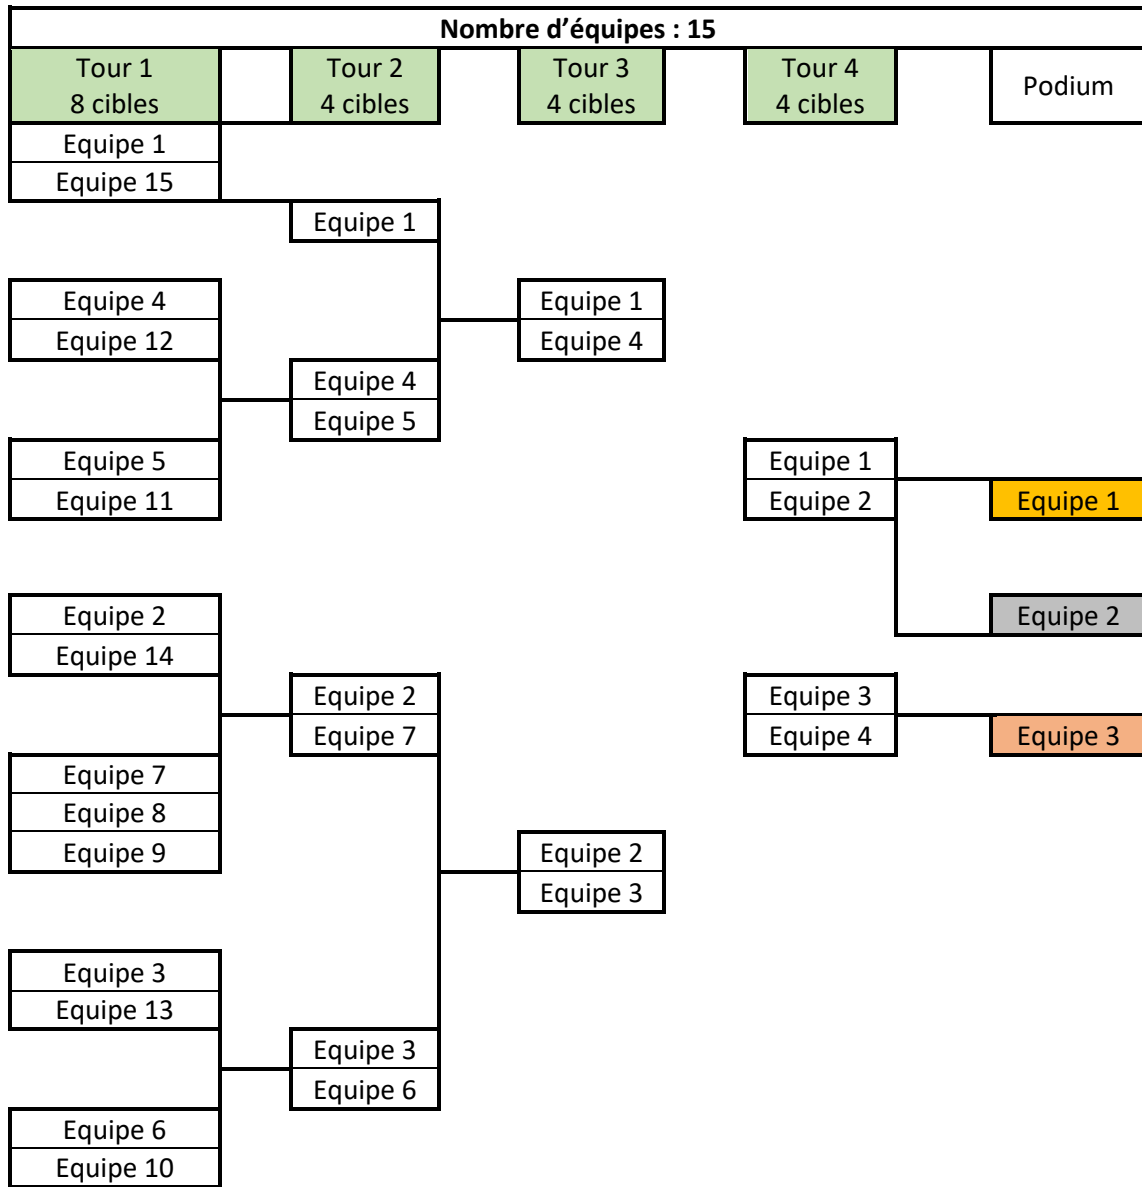 Nombre d’équipes : 15
Tour 1
8 cibles
Tour 2
4 cibles
Tour 3
4 cibles
Tour 4
4 cibles
Podium
Equipe 1
Equipe 15
Equipe 4
Equipe 12
Equipe 5
Equipe 11
Equipe 2
Equipe 14
Equipe 7
Equipe 8
Equipe 9
Equipe 3
Equipe 13
Equipe 6
Equipe 10
Equipe 1
Equipe 4
Equipe 5
Equipe 2
Equipe 7
Equipe 3
Equipe 6
Equipe 1
Equipe 4
Equipe 2
Equipe 3
Equipe 1
Equipe 2
Equipe 3
Equipe 4
Equipe 1
Equipe 2
Equipe 3